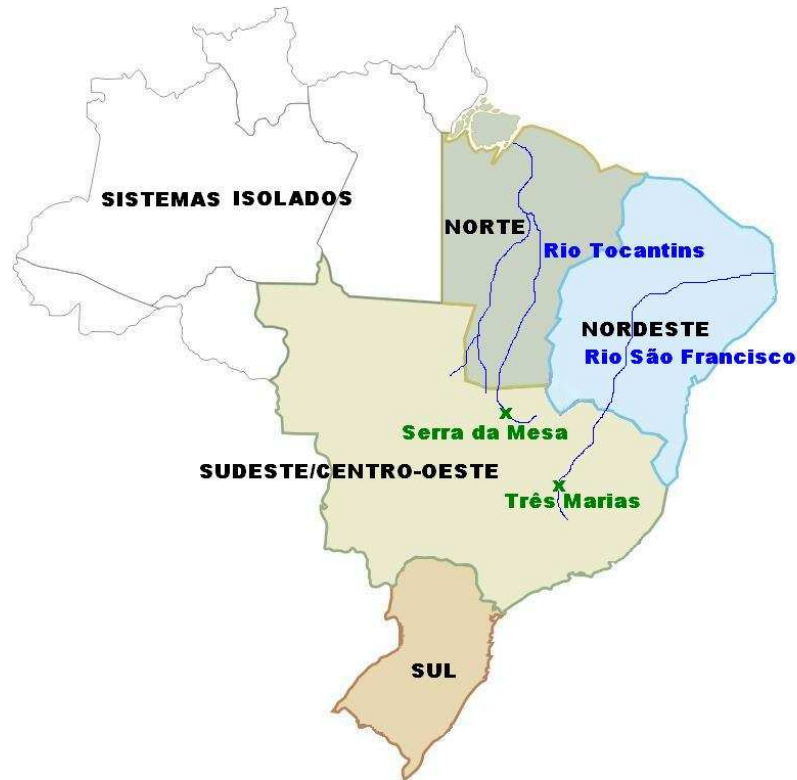 SISTEMAS ISOLADOS
NORTE
Rio Tocantins
NORDESTE
Rio São Francisco
x
Serra da Mesa
SUDESTE/CENTRO-OESTE
x
Três Marias
SUL